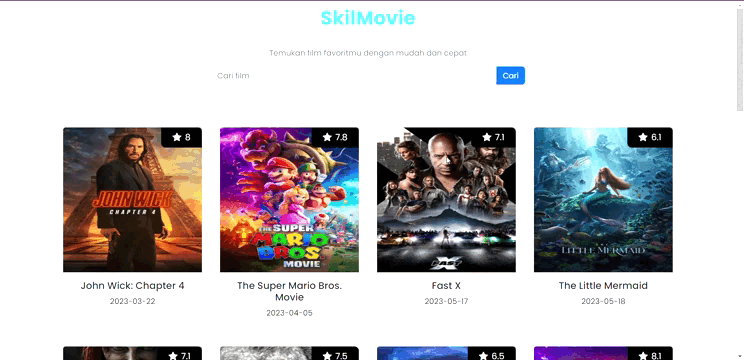 SkilMovie
Temukan film favoritmu dengan mudah dan cepat
Cari film
Cari
8
7.8
7.1
6.1
JOHN WICK
CHAPTER 4
THE SUPER
MARIO
BROS.
MOVIE
FAST X
THE LITTLE MERMAID
John Wick: Chapter 4
The Super Mario Bros.
Movie
Fast X
The Little Mermaid
2023-03-22
2023-04-05
2023-05-17
2023-05-18
7.1
7.5
6.5
8.1